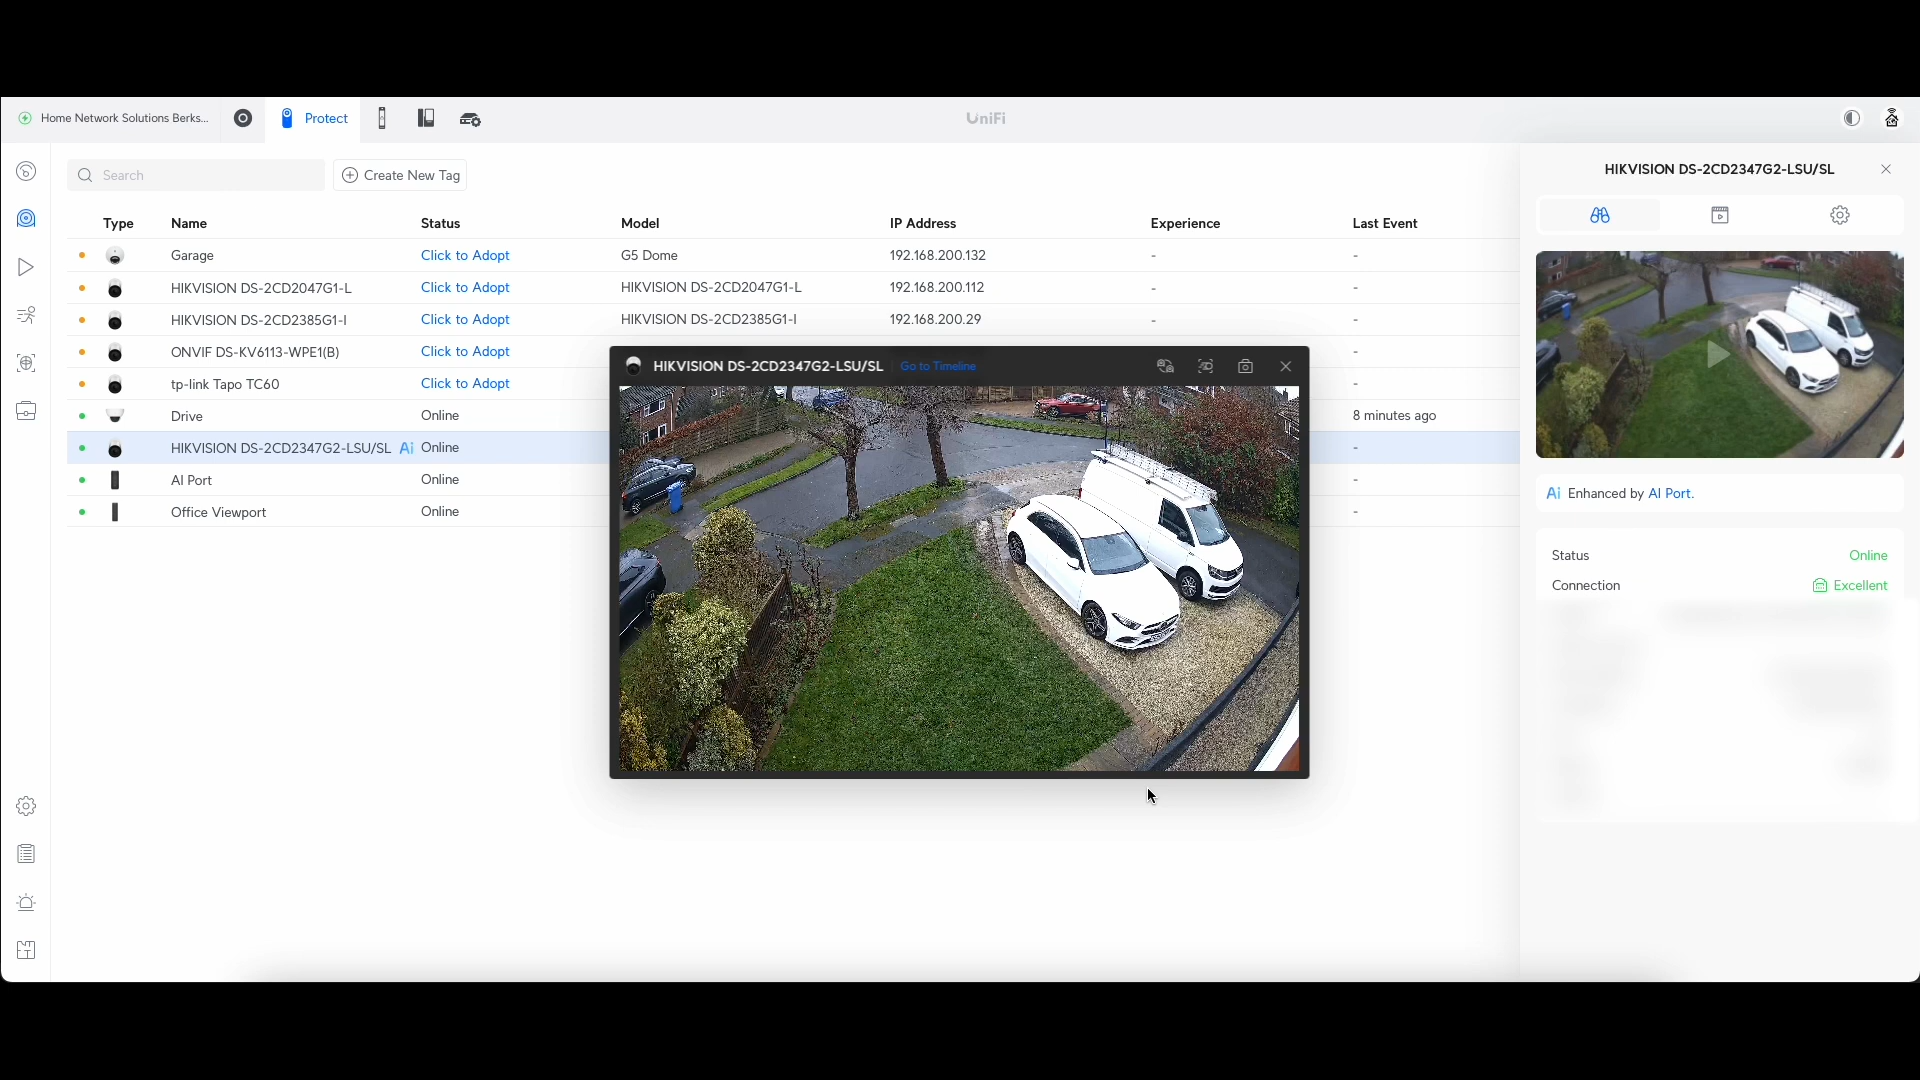 Home Network Solutions Berks...
Protect
UniFi
Search
Create New Tag
HIKVISION DS-2CD2347G2-LSU/SL
Type Name Status Model IP Address Experience Last Event
Garage Click to Adopt G5 Dome 192.168.200.132 - -
HIKVISION DS-2CD2047G1-L Click to Adopt HIKVISION DS-2CD2047G1-L 192.168.200.112 - -
HIKVISION DS-2CD2385G1-I Click to Adopt HIKVISION DS-2CD2385G1-I 192.168.200.29 - -
ONVIF DS-KV6113-WPE1(B) Click to Adopt -
tp-link Tapo TC60 Click to Adopt -
Drive Online 8 minutes ago
HIKVISION DS-2CD2347G2-LSU/SL Ai Online -
AI Port Online -
Office Viewport Online -
HIKVISION DS-2CD2347G2-LSU/SL Go to Timeline
Ai Enhanced by AI Port.
Status Online
Connection Excellent